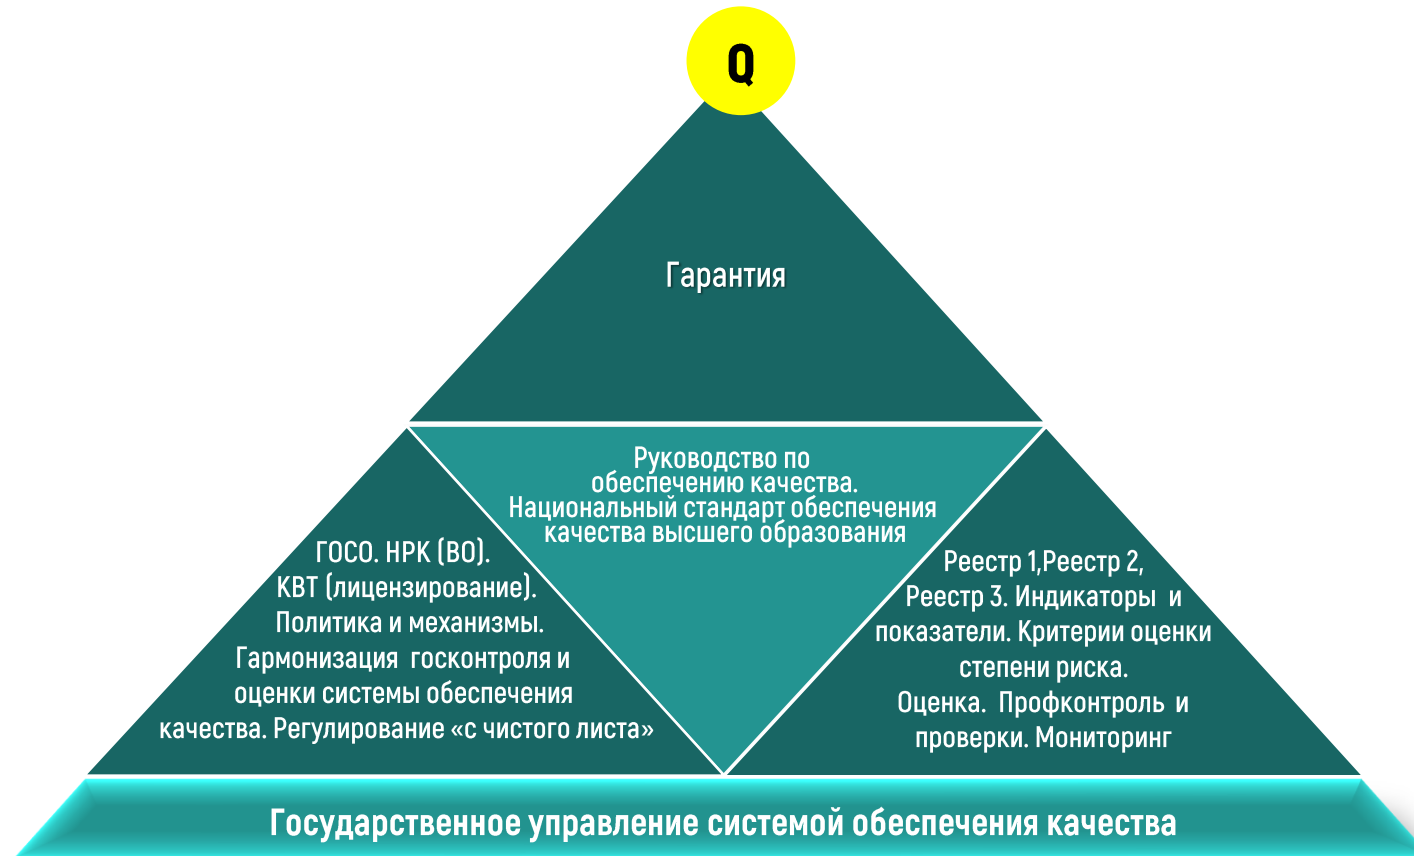 Q
Гарантия
Руководство по
обеспечению качества.
Национальный стандарт обеспечения
качества высшего образования
ГОСО. НРК (ВО).
КВТ (лицензирование).
Политика и механизмы.
Гармонизация госконтроля и
оценки системы обеспечения
качества. Регулирование «с чистого листа»
Реестр 1,Реестр 2,
Реестр 3. Индикаторы и
показатели. Критерии оценки
степени риска.
Оценка. Профконтроль и
проверки. Мониторинг
Государственное управление системой обеспечения качества